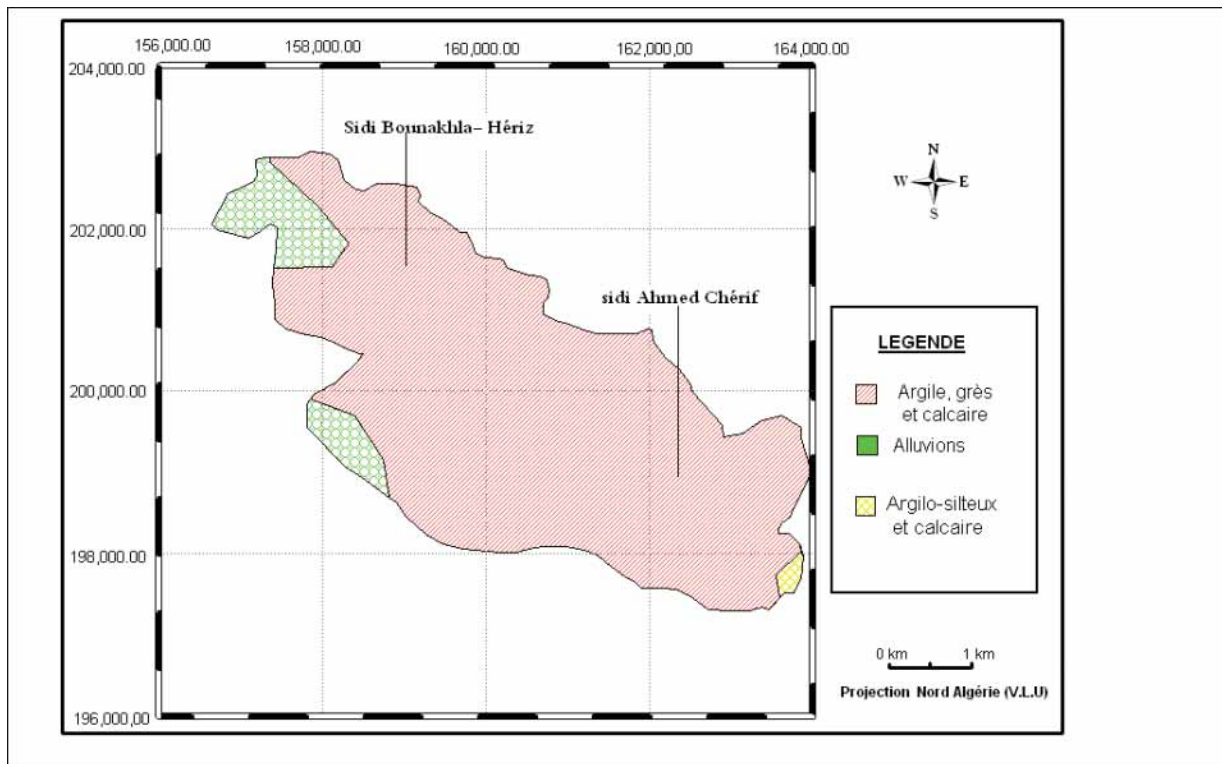 156,000.00 158,000.00 160,000.00 162,000.00 164,000.00
204,000.00
Sidi Bounakhla– Hériz
N
W E
S
202,000.00
sidi Ahmed Chérif
LEGENDE
200,000.00
Argile, grès
et calcaire
Alluvions
Argilo-silteux
et calcaire
198,000.00
0 km 1 km
Projection Nord Algérie (V.L.U)
196,000,00